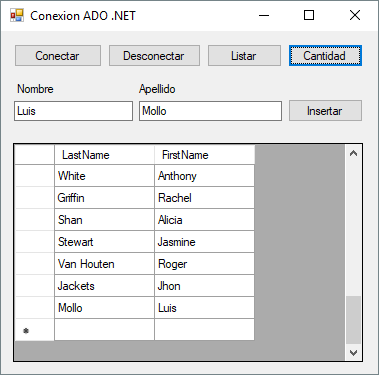 Conexion ADO .NET
Conectar Desconectar Listar Cantidad
Nombre Apellido
Luis Mollo Insertar
LastName FirstName
White Anthony
Griffin Rachel
Shan Alicia
Stewart Jasmine
Van Houten Roger
Jackets Jhon
Mollo Luis